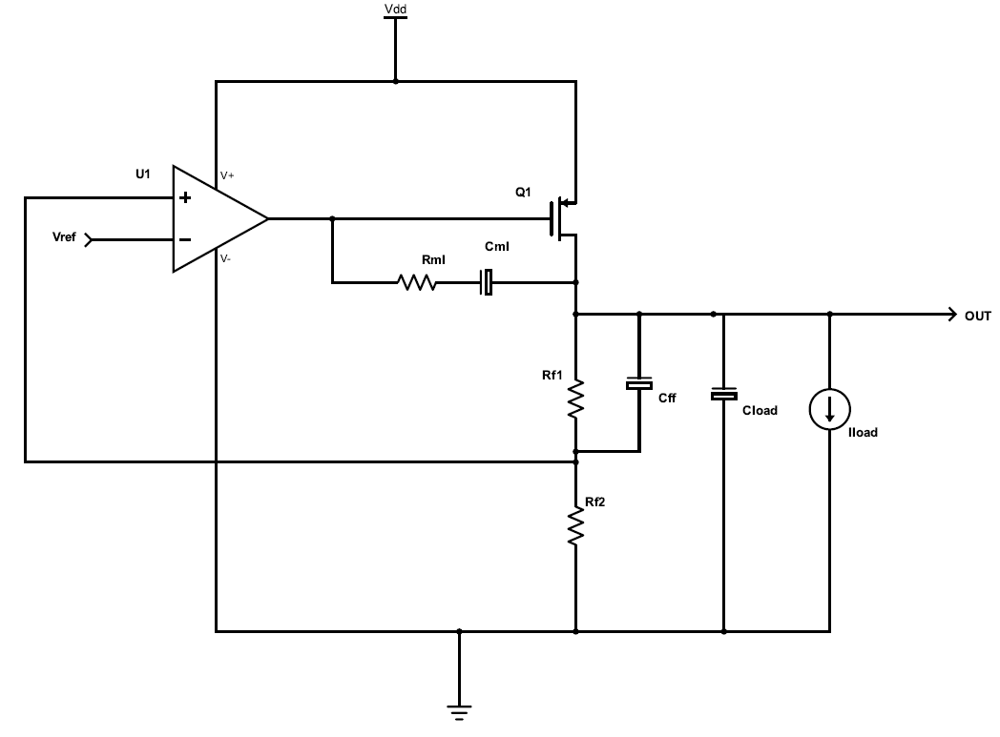 Vdd
U1
V+
Q1
+
Vref
−
V-
Rml
Cml
OUT
Rf1
Cff
Cload
Iload
Rf2